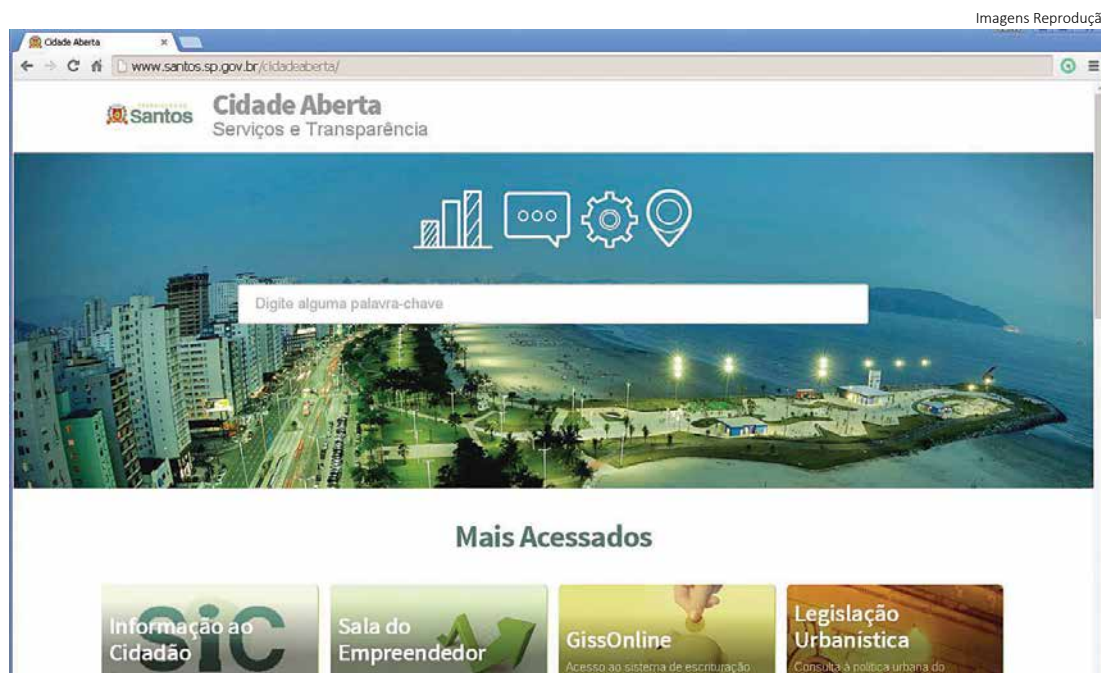 Imagens Reproduçã
Cidade Aberta
www.santos.sp.gov.br/cidadeaberta/
Santos
Cidade Aberta
Serviços e Transparência
Digite alguma palavra-chave
Mais Acessados
sic
Informação ao
Cidadão
Sala do
Empreendedor
GissOnline
Acesso ao sistema de escrituração
Legislação
Urbanística
Consulta à política urbana do